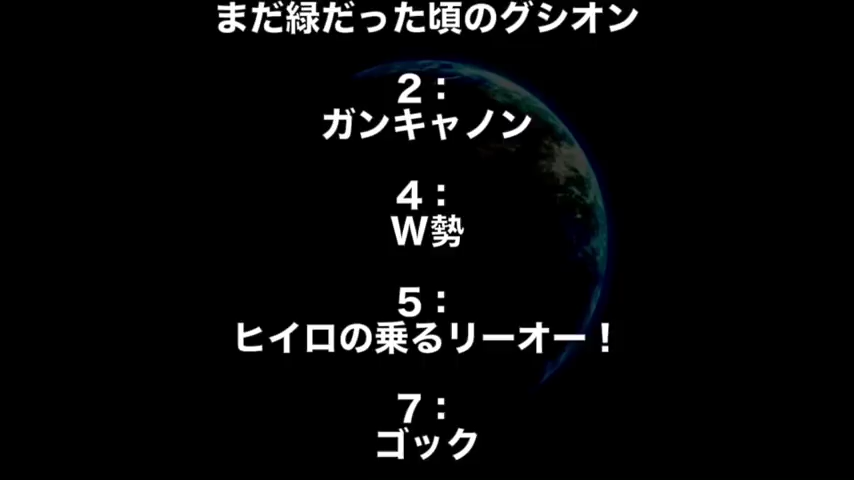 まだ緑だった頃のグシオン
2：
ガンキャノン
4：
W勢
5：
ヒイロの乗るリーオー！
7：
ゴック